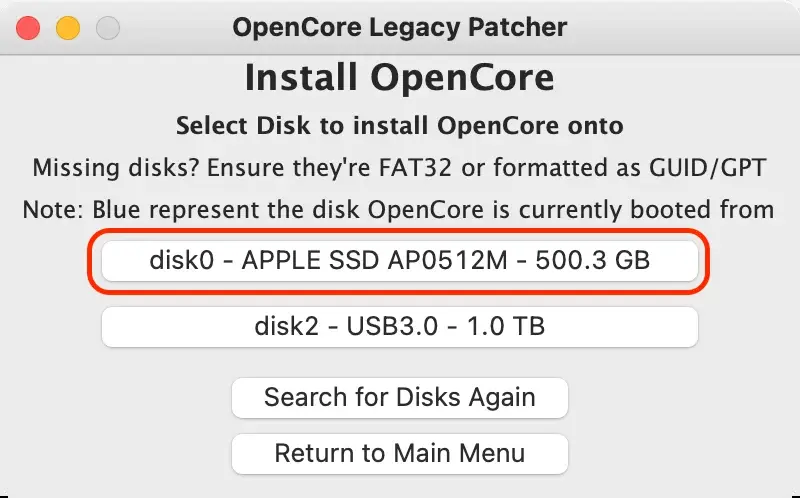 OpenCore Legacy Patcher
Install OpenCore
Select Disk to install OpenCore onto
Missing disks? Ensure they're FAT32 or formatted as GUID/GPT
Note: Blue represent the disk OpenCore is currently booted from
disk0 - APPLE SSD AP0512M - 500.3 GB
disk2 - USB3.0 - 1.0 TB
Search for Disks Again
Return to Main Menu